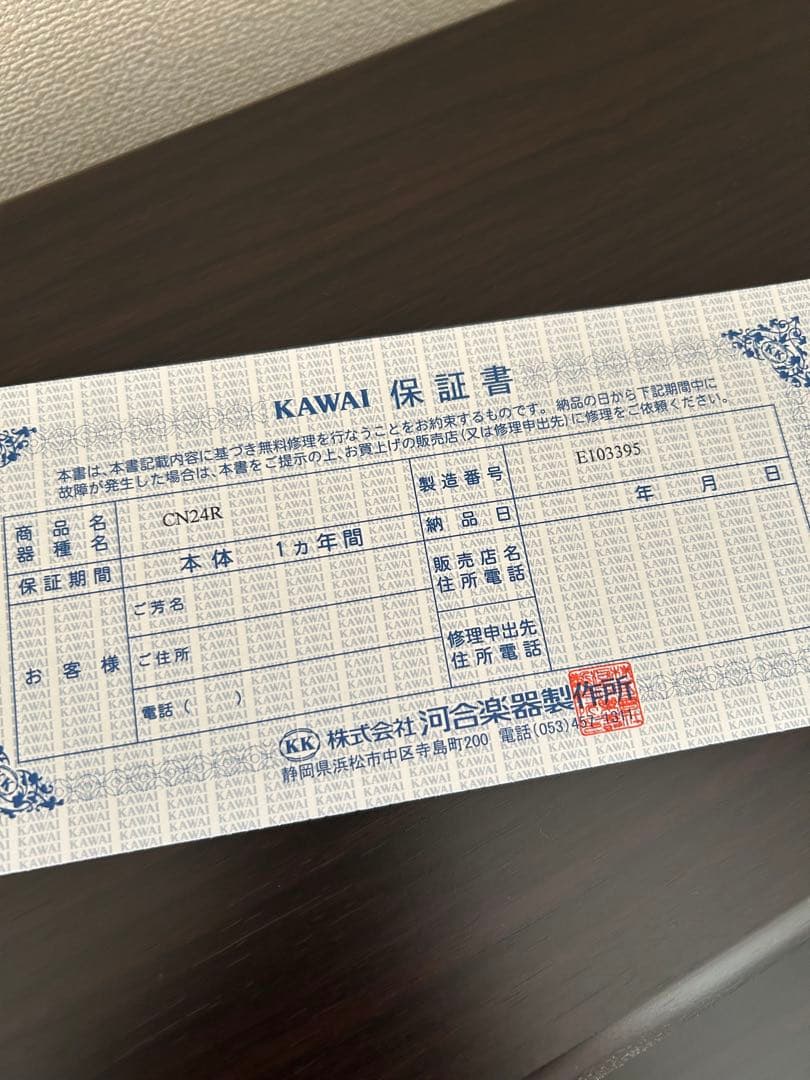 KAWAI 保証書
本書は、本書記載内容に基づき無料修理を行なうことをお約束するものです。納品の日から下記期間中に
故障が発生した場合は、本書をご提示の上、お買上げの販売店(又は修理申出先)に修理をご依頼ください。
商品名
器種名
CN24R
製造番号
E103395
保証期間
本体 1ヵ年間
納品日
年 月 日
お客様
ご芳名
ご住所
電話( )
販売店名
住所電話
修理申出先
住所電話
KK 株式会社 河合楽器製作所
静岡県浜松市中区寺島町200 電話(053)457-1311